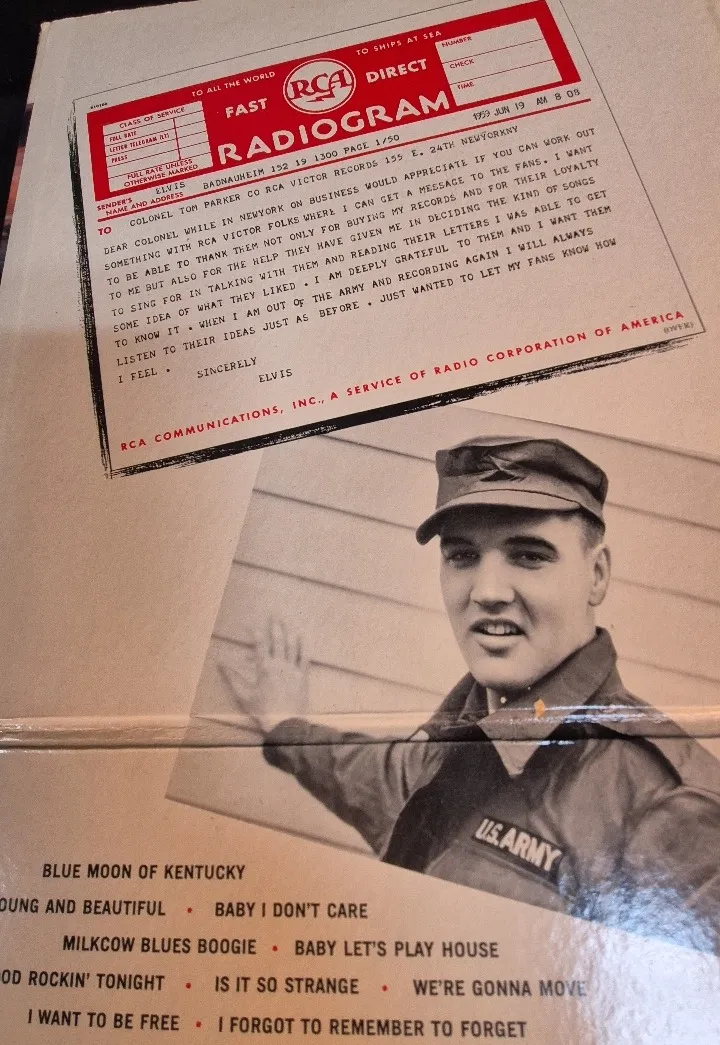 TO ALL THE WORLD
TO SHIPS AT SEA
FAST RCA DIRECT
RADIOGRAM
CLASS OF SERVICE
FULL RATE
LETTER TELEGRAM (LT)
PRESS
FULL RATE UNLESS
OTHERWISE MARKED
NUMBER
CHECK
TIME
1959 JUN 19 AM 8 08
ELVIS BADNAUHEIM 152 19 1300 PAGE 1/50
SENDER'S
NAME AND ADDRESS
TO COLONEL TOM PARKER CO RCA VICTOR RECORDS 155 E. 24TH NEWYORKNY
DEAR COLONEL WHILE IN NEWYORK ON BUSINESS WOULD APPRECIATE IF YOU CAN WORK OUT
SOMETHING WITH RCA VICTOR FOLKS WHERE I CAN GET A MESSAGE TO THE FANS. I WANT
TO BE ABLE TO THANK THEM NOT ONLY FOR BUYING MY RECORDS AND FOR THEIR LOYALTY
TO ME BUT ALSO FOR THE HELP THEY HAVE GIVEN ME IN DECIDING THE KIND OF SONGS
TO SING FOR IN TALKING WITH THEM AND READING THEIR LETTERS I WAS ABLE TO GET
SOME IDEA OF WHAT THEY LIKED . I AM DEEPLY GRATEFUL TO THEM AND I WANT THEM
TO KNOW IT . WHEN I AM OUT OF THE ARMY AND RECORDING AGAIN I WILL ALWAYS
LISTEN TO THEIR IDEAS JUST AS BEFORE . JUST WANTED TO LET MY FANS KNOW HOW
I FEEL .
SINCERELY
ELVIS
RCA COMMUNICATIONS, INC., A SERVICE OF RADIO CORPORATION OF AMERICA
U.S. ARMY
BLUE MOON OF KENTUCKY
OUNG AND BEAUTIFUL • BABY I DON'T CARE
MILKCOW BLUES BOOGIE • BABY LET'S PLAY HOUSE
OD ROCKIN' TONIGHT • IS IT SO STRANGE • WE'RE GONNA MOVE
I WANT TO BE FREE • I FORGOT TO REMEMBER TO FORGET